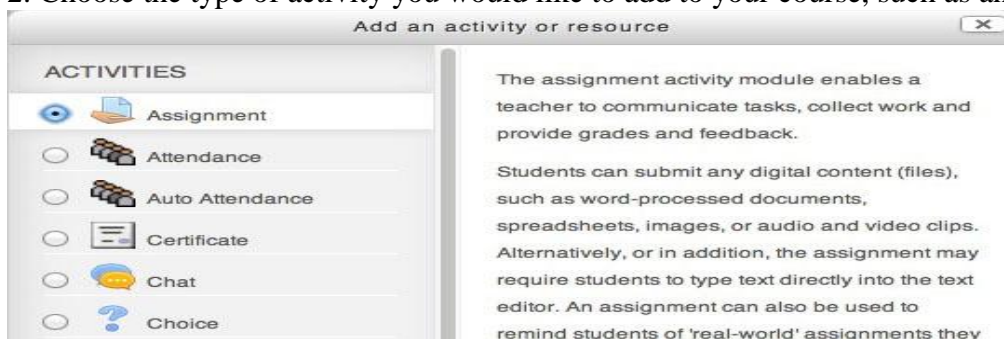 2. Choose the type of activity you would like to add to your course, such as an
Add an activity or resource
ACTIVITIES
Assignment
Attendance
Auto Attendance
Certificate
Chat
Choice
The assignment activity module enables a
teacher to communicate tasks, collect work and
provide grades and feedback.
Students can submit any digital content (files),
such as word-processed documents,
spreadsheets, images, or audio and video clips.
Alternatively, or in addition, the assignment may
require students to type text directly into the text
editor. An assignment can also be used to
remind students of 'real-world' assignments they